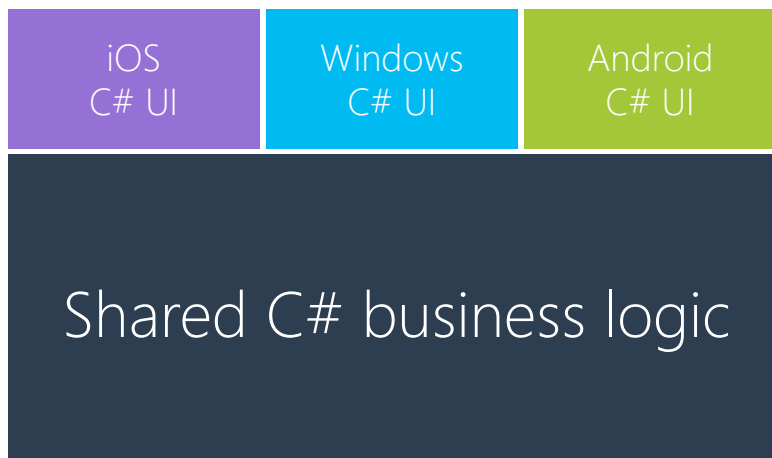 iOS
C# UI
Windows
C# UI
Android
C# UI
Shared C# business logic